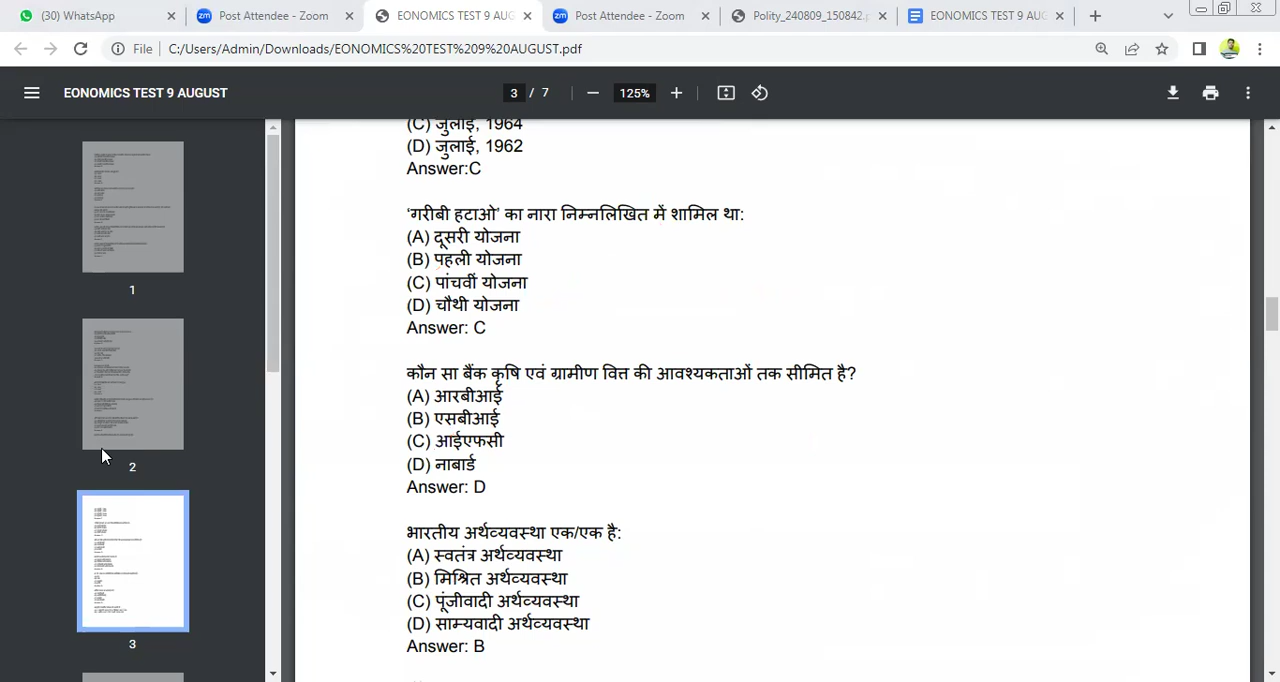 (30) WhatsApp
Post Attendee - Zoom
EONOMICS TEST 9 AUG
Post Attendee - Zoom
Polity_240809_150842.p
EONOMICS TEST 9 AUG
File
C:/Users/Admin/Downloads/EONOMICS%20TEST%209%20AUGUST.pdf
EONOMICS TEST 9 AUGUST
3 / 7
125%
1
2
3
(C) जुलाई, 1964
(D) जुलाई, 1962
Answer:C
'गरीबी हटाओ' का नारा निम्नलिखित में शामिल था:
(A) दूसरी योजना
(B) पहली योजना
(C) पांचवीं योजना
(D) चौथी योजना
Answer: C
कौन सा बैंक कृषि एवं ग्रामीण वित्त की आवश्यकताओं तक सीमित है?
(A) आरबीआई
(B) एसबीआई
(C) आईएफसी
(D) नाबार्ड
Answer: D
भारतीय अर्थव्यवस्था एक/एक है:
(A) स्वतंत्र अर्थव्यवस्था
(B) मिश्रित अर्थव्यवस्था
(C) पूंजीवादी अर्थव्यवस्था
(D) साम्यवादी अर्थव्यवस्था
Answer: B